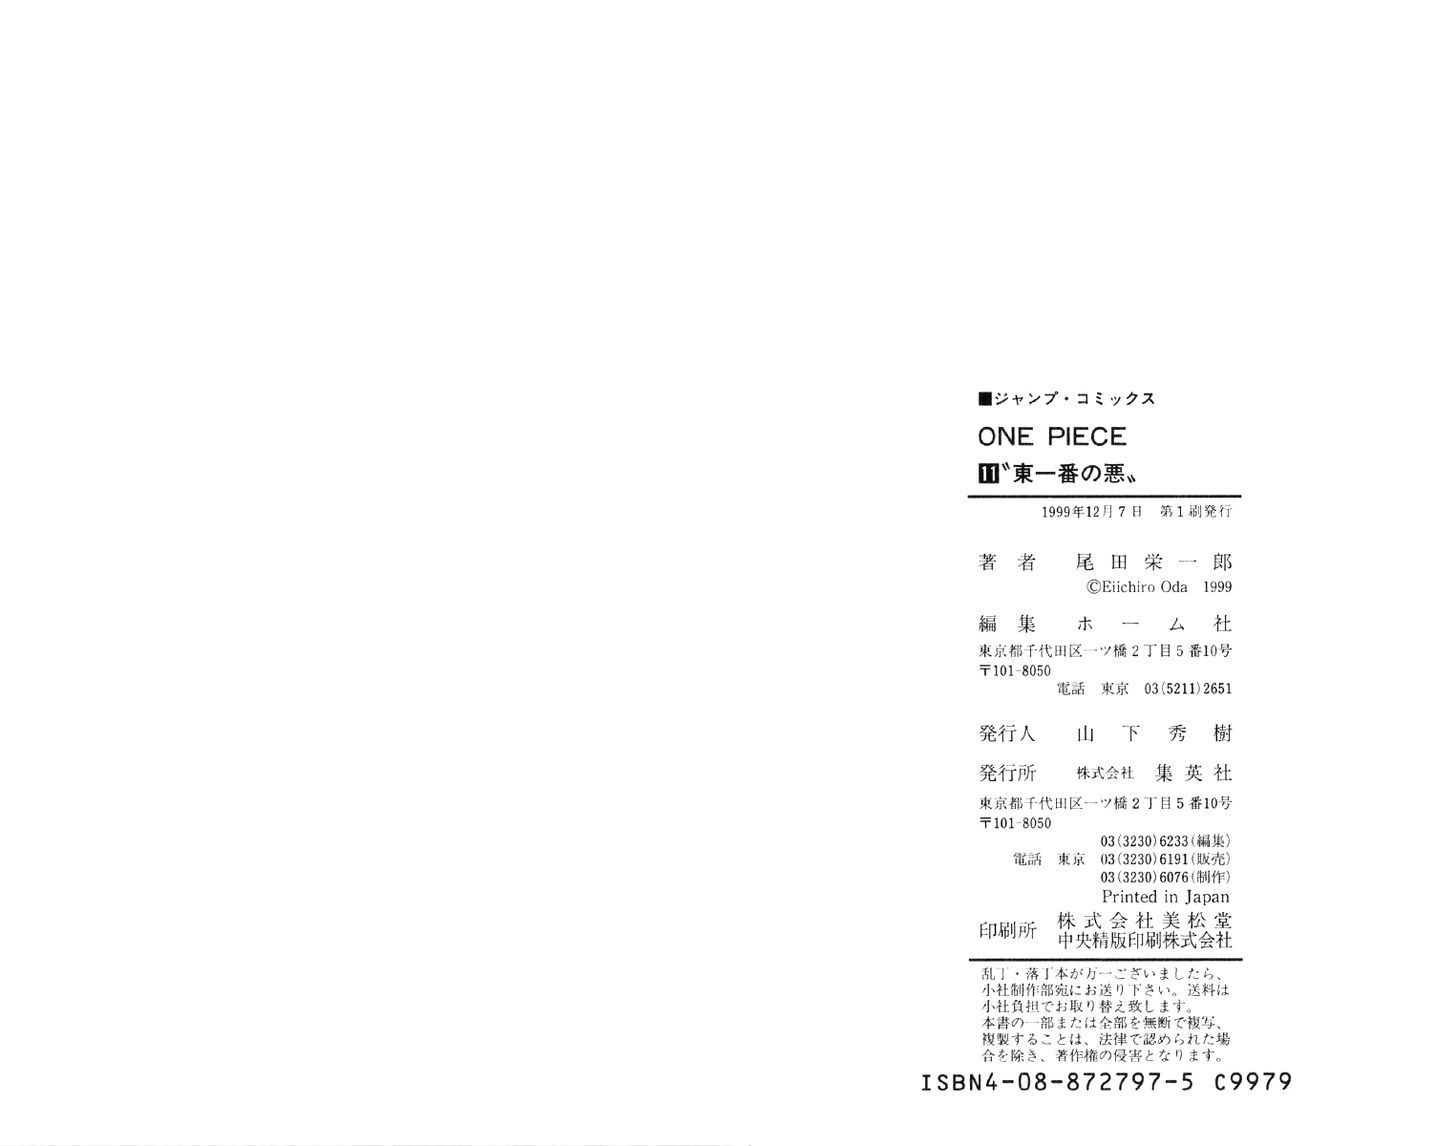 ■ジャンプ・コミックス
ONE PIECE
11〝東一番の悪〟
1999年12月7日 第1刷発行
著者 尾田栄一郎
©Eiichiro Oda 1999
編集 ホーム社
東京都千代田区一ツ橋2丁目5番10号
〒101-8050
電話 東京 03(5211)2651
発行人 山下秀樹
発行所 株式会社 集英社
東京都千代田区一ツ橋2丁目5番10号
〒101-8050
03(3230)6233(編集)
電話 東京 03(3230)6191(販売)
03(3230)6076(制作)
Printed in Japan
印刷所 株式会社美松堂
中央精版印刷株式会社
乱丁・落丁本が万一ございましたら、
小社制作部宛にお送り下さい。送料は
小社負担でお取り替え致します。
本書の一部または全部を無断で複写、
複製することは、法律で認められた場
合を除き、著作権の侵害となります。
ISBN4-08-872797-5 C9979